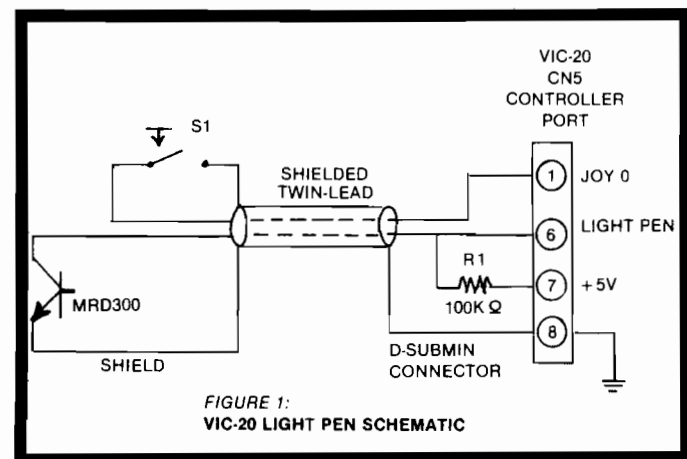 VIC-20
CN5
CONTROLLER
PORT
S1
SHIELDED
TWIN-LEAD
1 JOY 0
6 LIGHT PEN
R1
7 +5V
100K Ω
MRD300
8
SHIELD
D-SUBMIN
CONNECTOR
FIGURE 1:
VIC-20 LIGHT PEN SCHEMATIC